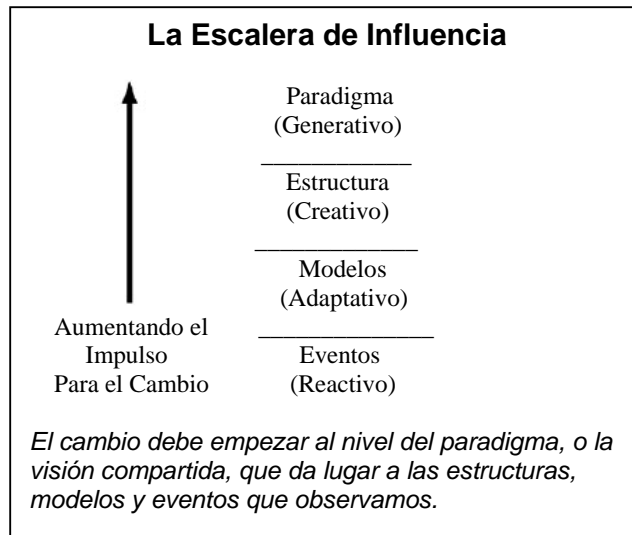 La Escalera de Influencia
Paradigma
(Generativo)
Estructura
(Creativo)
Modelos
(Adaptativo)
Aumentando el
Impulso
Para el Cambio
Eventos
(Reactivo)
El cambio debe empezar al nivel del paradigma, o la
visión compartida, que da lugar a las estructuras,
modelos y eventos que observamos.